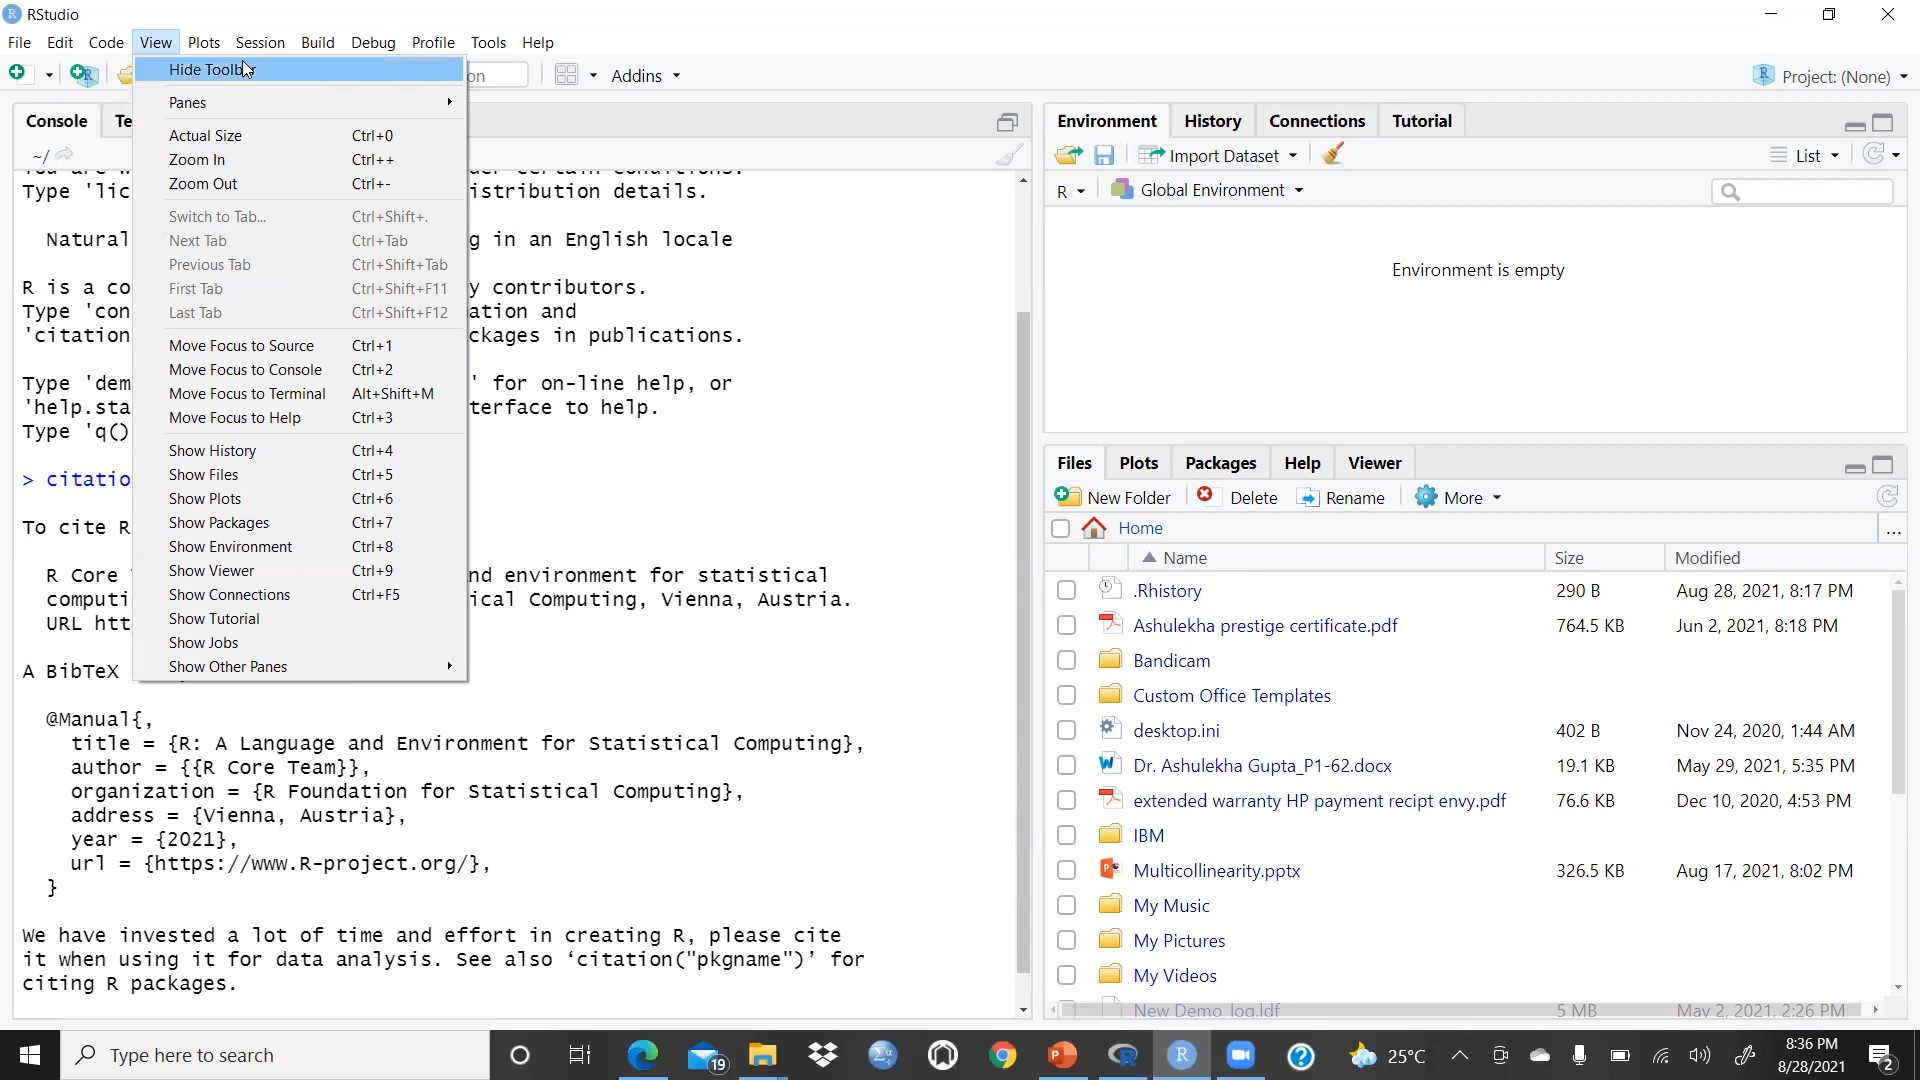 RStudio
File Edit Code View Plots Session Build Debug Profile Tools Help
Hide Toolbar
Addins
Project: (None)
Panes
Actual Size Ctrl+0
Zoom In Ctrl++
Zoom Out Ctrl+-
Switch to Tab... Ctrl+Shift+.
Next Tab Ctrl+Tab
Previous Tab Ctrl+Shift+Tab
First Tab Ctrl+Shift+F11
Last Tab Ctrl+Shift+F12
Move Focus to Source Ctrl+1
Move Focus to Console Ctrl+2
Move Focus to Terminal Alt+Shift+M
Move Focus to Help Ctrl+3
Show History Ctrl+4
Show Files Ctrl+5
Show Plots Ctrl+6
Show Packages Ctrl+7
Show Environment Ctrl+8
Show Viewer Ctrl+9
Show Connections Ctrl+F5
Show Tutorial
Show Jobs
Show Other Panes
Console Te
~/
Type 'lic istribution details.
Natural g in an English locale
R is a co y contributors.
Type 'con ation and
'citation ckages in publications.
Type 'dem ' for on-line help, or
'help.sta terface to help.
Type 'q()
> citatio
To cite R
R Core nd environment for statistical
computi ical Computing, Vienna, Austria.
URL htt
A BibTeX
@Manual{,
title = {R: A Language and Environment for Statistical Computing},
author = {{R Core Team}},
organization = {R Foundation for Statistical Computing},
address = {Vienna, Austria},
year = {2021},
url = {https://www.R-project.org/},
}
We have invested a lot of time and effort in creating R, please cite
it when using it for data analysis. See also ‘citation("pkgname")’ for
citing R packages.
Environment History Connections Tutorial
Import Dataset List
R Global Environment
Environment is empty
Files Plots Packages Help Viewer
New Folder Delete Rename More
Home ...
Name Size Modified
.Rhistory 290 B Aug 28, 2021, 8:17 PM
Ashulekha prestige certificate.pdf 764.5 KB Jun 2, 2021, 8:18 PM
Bandicam
Custom Office Templates
desktop.ini 402 B Nov 24, 2020, 1:44 AM
Dr. Ashulekha Gupta_P1-62.docx 19.1 KB May 29, 2021, 5:35 PM
extended warranty HP payment recipt envy.pdf 76.6 KB Dec 10, 2020, 4:53 PM
IBM
Multicollinearity.pptx 326.5 KB Aug 17, 2021, 8:02 PM
My Music
My Pictures
My Videos
New Demo_log.ldf 5 MB May 2, 2021, 2:26 PM
Type here to search
19
25°C
8:36 PM
8/28/2021
2